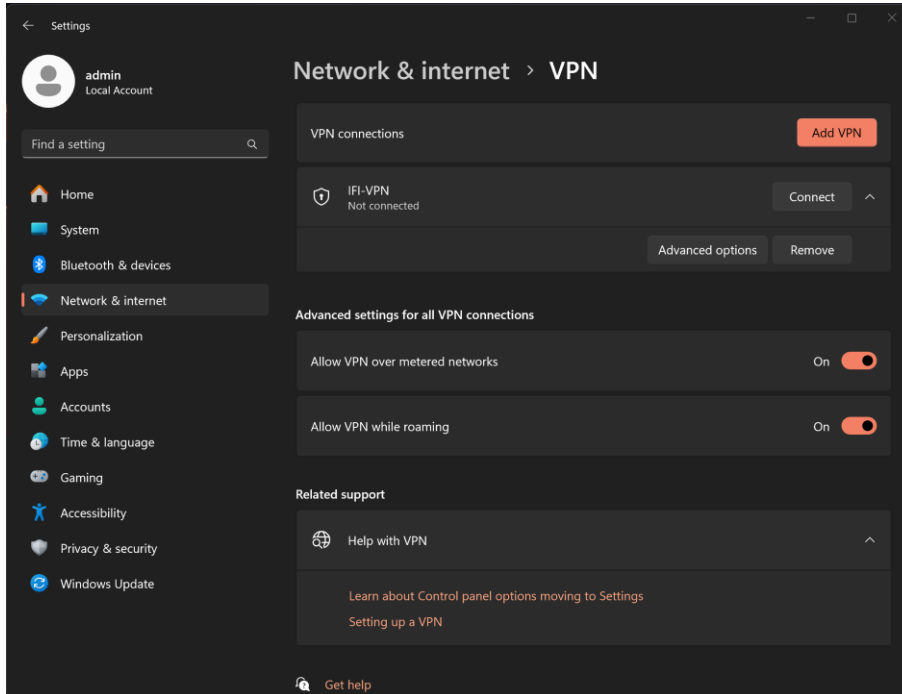 Settings
admin
Local Account
Find a setting
Home
System
Bluetooth & devices
Network & internet
Personalization
Apps
Accounts
Time & language
Gaming
Accessibility
Privacy & security
Windows Update
Network & internet > VPN
VPN connections
Add VPN
IFI-VPN
Not connected
Connect
Advanced options
Remove
Advanced settings for all VPN connections
Allow VPN over metered networks
On
Allow VPN while roaming
On
Related support
Help with VPN
Learn about Control panel options moving to Settings
Setting up a VPN
Get help